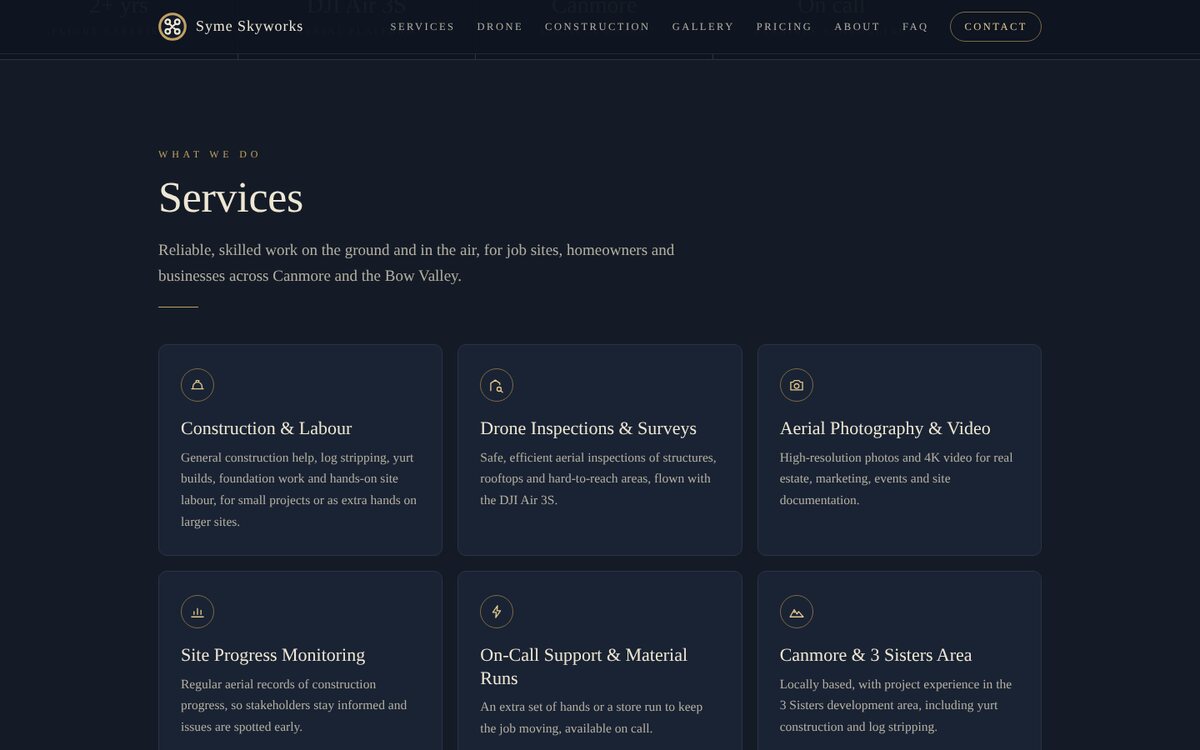 2+ yrs
DJI Air 3S
Canmore
On call
Syme Skyworks
SERVICES
DRONE
CONSTRUCTION
GALLERY
PRICING
ABOUT
FAQ
CONTACT
WHAT WE DO
Services
Reliable, skilled work on the ground and in the air, for job sites, homeowners and
businesses across Canmore and the Bow Valley.
Construction & Labour
General construction help, log stripping, yurt
builds, foundation work and hands-on site
labour, for small projects or as extra hands on
larger sites.
Drone Inspections & Surveys
Safe, efficient aerial inspections of structures,
rooftops and hard-to-reach areas, flown with
the DJI Air 3S.
Aerial Photography & Video
High-resolution photos and 4K video for real
estate, marketing, events and site
documentation.
Site Progress Monitoring
Regular aerial records of construction
progress, so stakeholders stay informed and
issues are spotted early.
On-Call Support & Material
Runs
An extra set of hands or a store run to keep
the job moving, available on call.
Canmore & 3 Sisters Area
Locally based, with project experience in the
3 Sisters development area, including yurt
construction and log stripping.